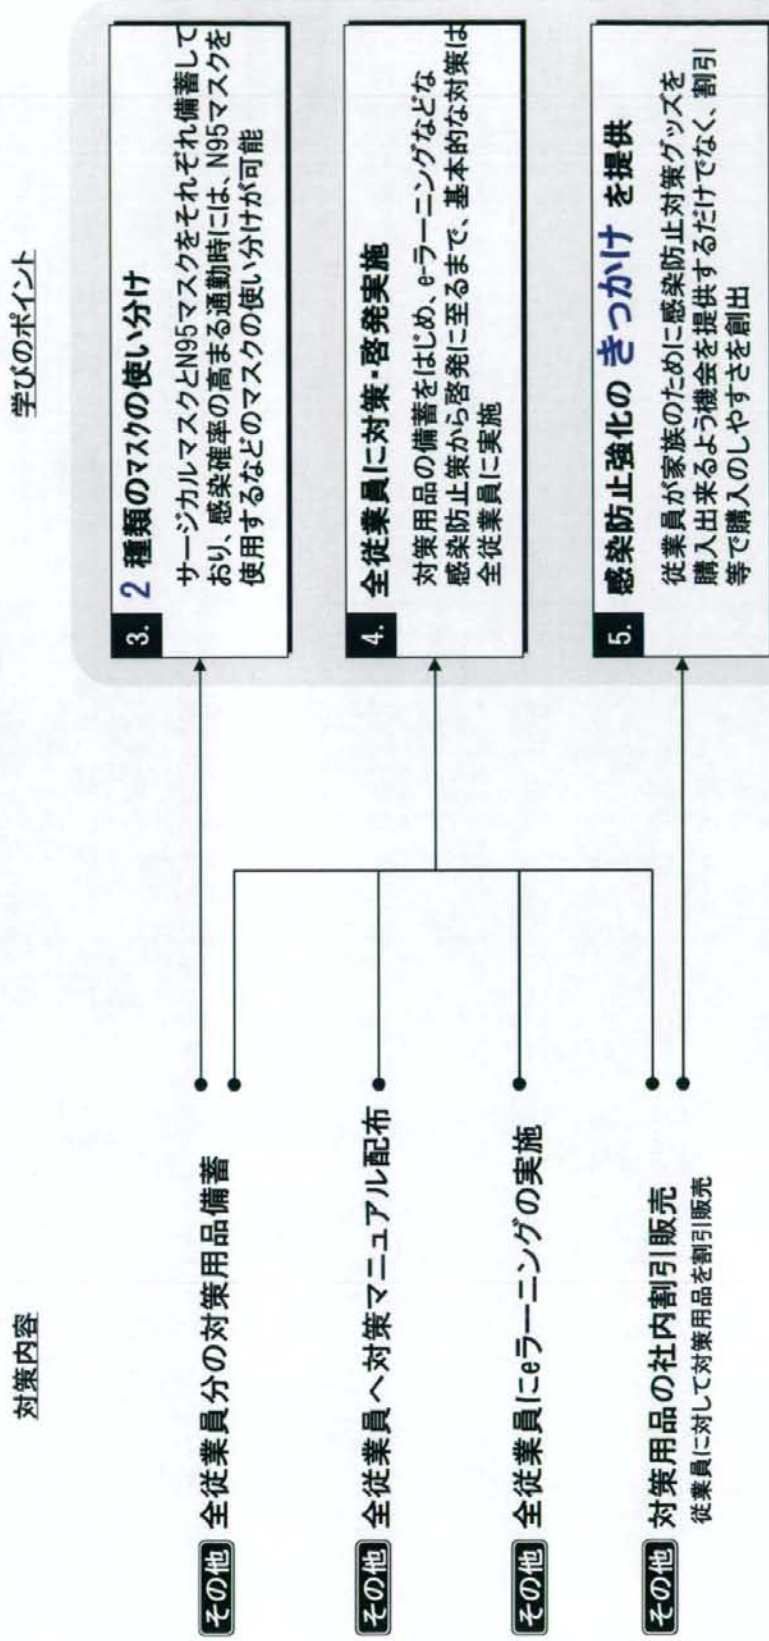 対策内容
その他 全従業員分の対策用品備蓄
その他 全従業員へ対策マニュアル配布
その他 全従業員にeラーニングの実施
その他 対策用品の社内割引販売
従業員に対して対策用品を割引販売
学びのポイント
3. 2 種類のマスクの使い分け
サージカルマスクとN95マスクをそれぞれ備蓄して
おり、感染確率の高まる通勤時には、N95マスクを
使用するなどのマスクの使い分けが可能
4. 全従業員に対策・啓発実施
対策用品の備蓄をはじめ、e-ラーニングなどな
感染防止策から啓発に至るまで、基本的な対策は
全従業員に実施
5. 感染防止強化の きっかけ を提供
従業員が家族のために感染防止対策グッズを
購入出来るよう機会を提供するだけでなく、割引
等で購入のしやすさを創出